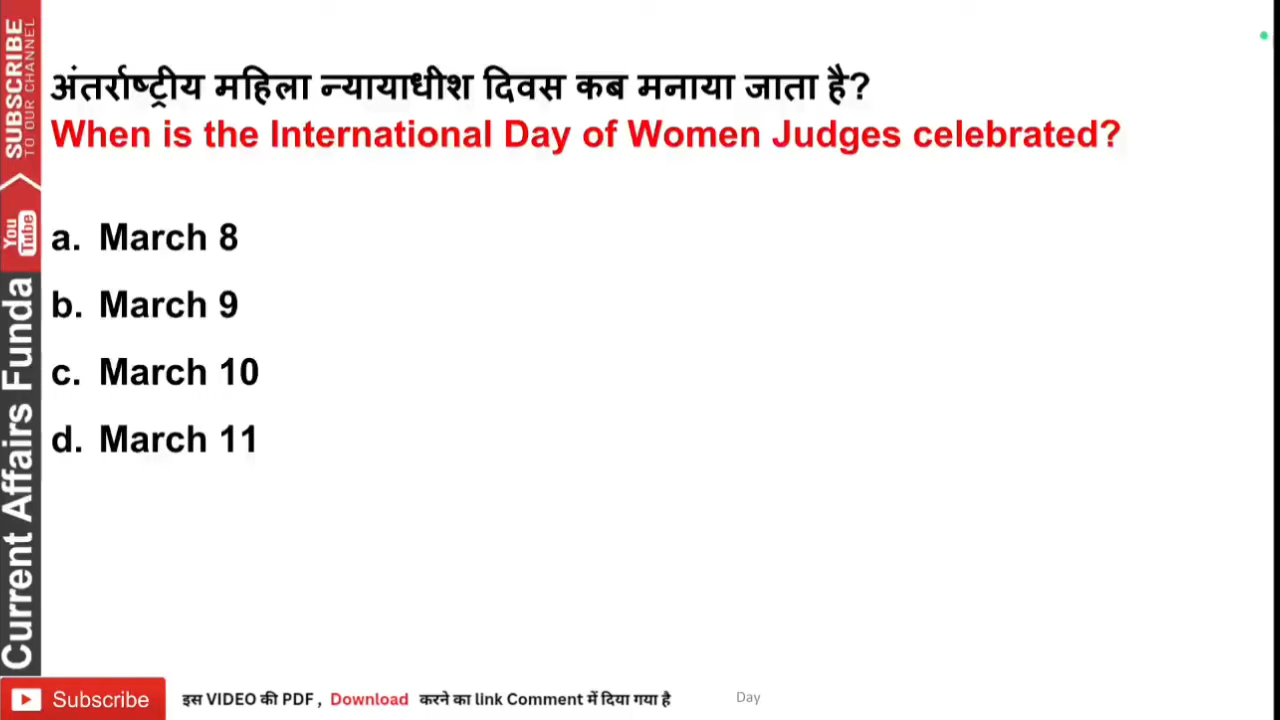 अंतर्राष्ट्रीय महिला न्यायाधीश दिवस कब मनाया जाता है?
When is the International Day of Women Judges celebrated?
a. March 8
b. March 9
c. March 10
d. March 11
SUBSCRIBE
TO OUR CHANNEL
You Tube
Current Affairs Funda
Subscribe
इस VIDEO की PDF , Download करने का link Comment में दिया गया है
Day